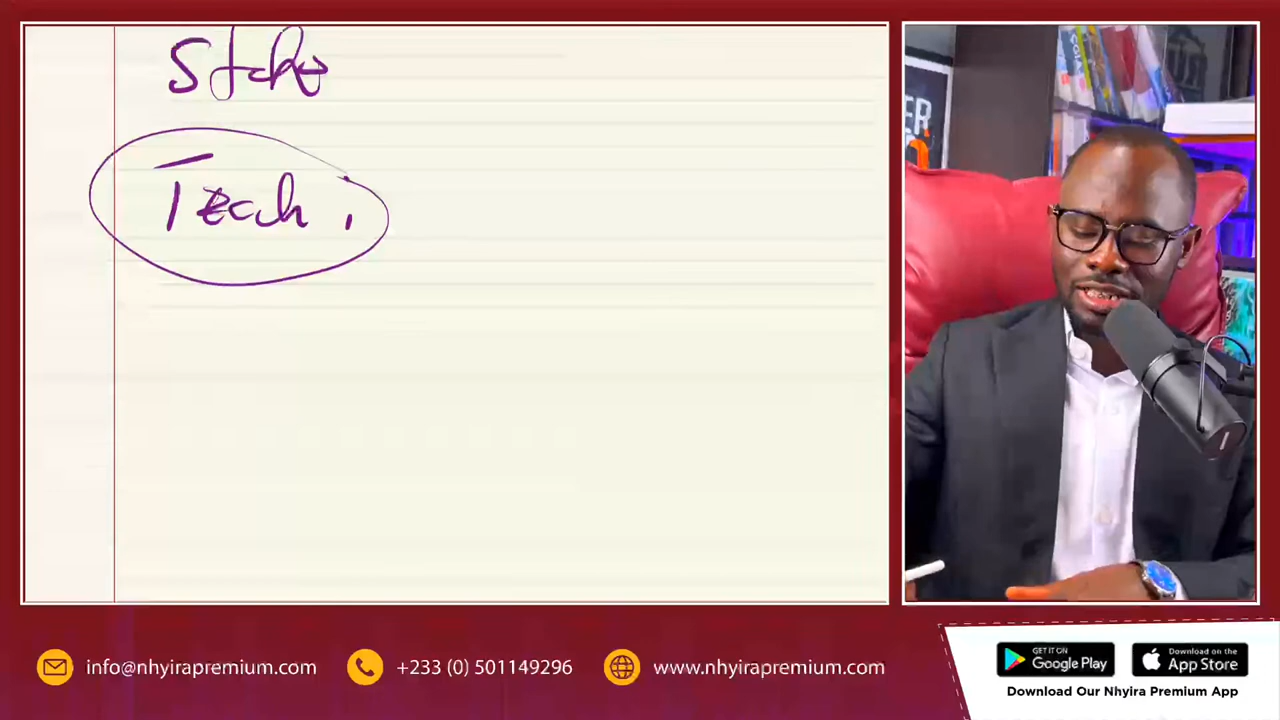 Tech
info@nhyirapremium.com
+233 (0) 501149296
www.nhyirapremium.com
GET IT ON
Google Play
Download on the
App Store
Download Our Nhyira Premium App